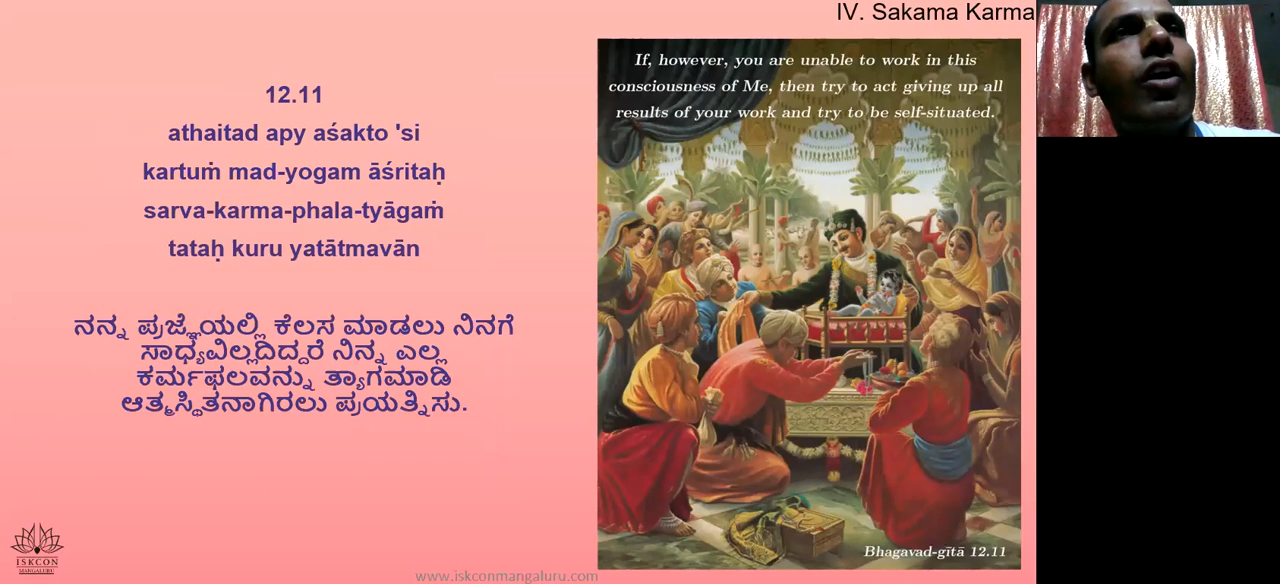 IV. Sakama Karma
12.11
athaitad apy aśakto 'si
kartuṁ mad-yogam āśritaḥ
sarva-karma-phala-tyāgaṁ
tataḥ kuru yatātmavān
ನನ್ನ ಪ್ರಜ್ಞೆಯಲ್ಲಿ ಕೆಲಸ ಮಾಡಲು ನಿನಗೆ
ಸಾಧ್ಯವಿಲ್ಲದಿದ್ದರೆ ನಿನ್ನ ಎಲ್ಲ
ಕರ್ಮಫಲವನ್ನು ತ್ಯಾಗಮಾಡಿ
ಆತ್ಮಸ್ಥಿತನಾಗಿರಲು ಪ್ರಯತ್ನಿಸು.
If, however, you are unable to work in this
consciousness of Me, then try to act giving up all
results of your work and try to be self-situated.
Bhagavad-gītā 12.11
ISKCON
MANGALURU
www.iskconmangaluru.com